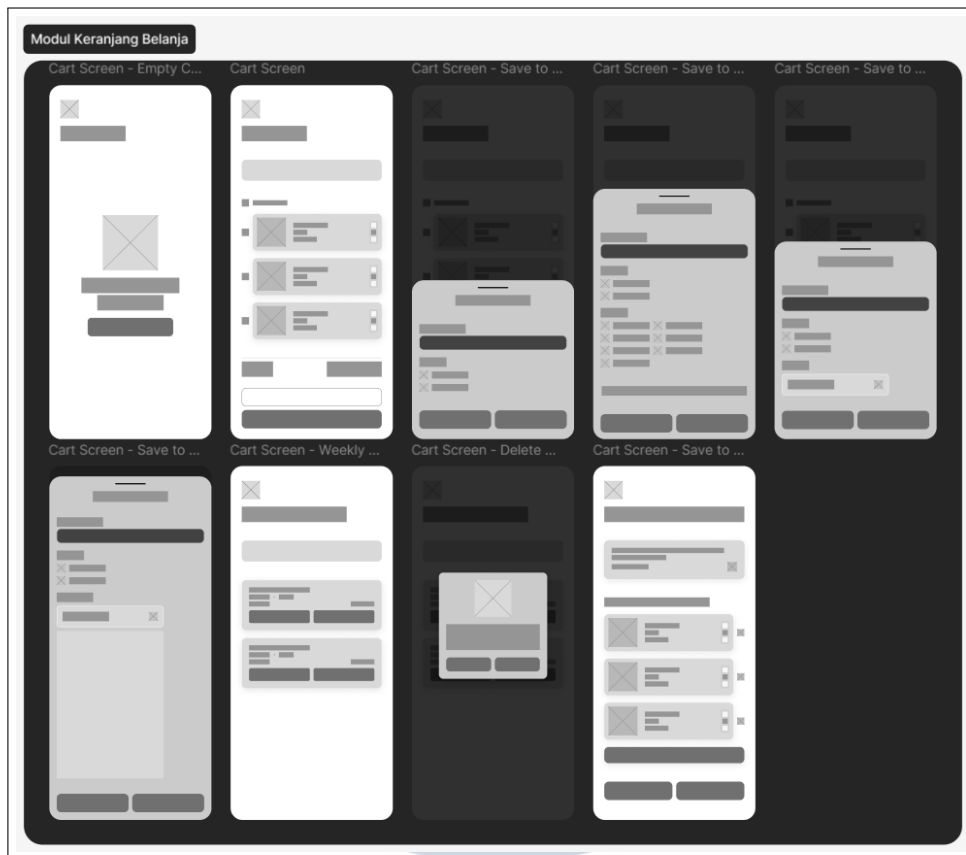 Modul Keranjang Belanja
Cart Screen - Empty C...
Cart Screen
Cart Screen - Save to ...
Cart Screen - Save to ...
Cart Screen - Save to ...
Cart Screen - Save to ...
Cart Screen - Weekly ...
Cart Screen - Delete ...
Cart Screen - Save to ...